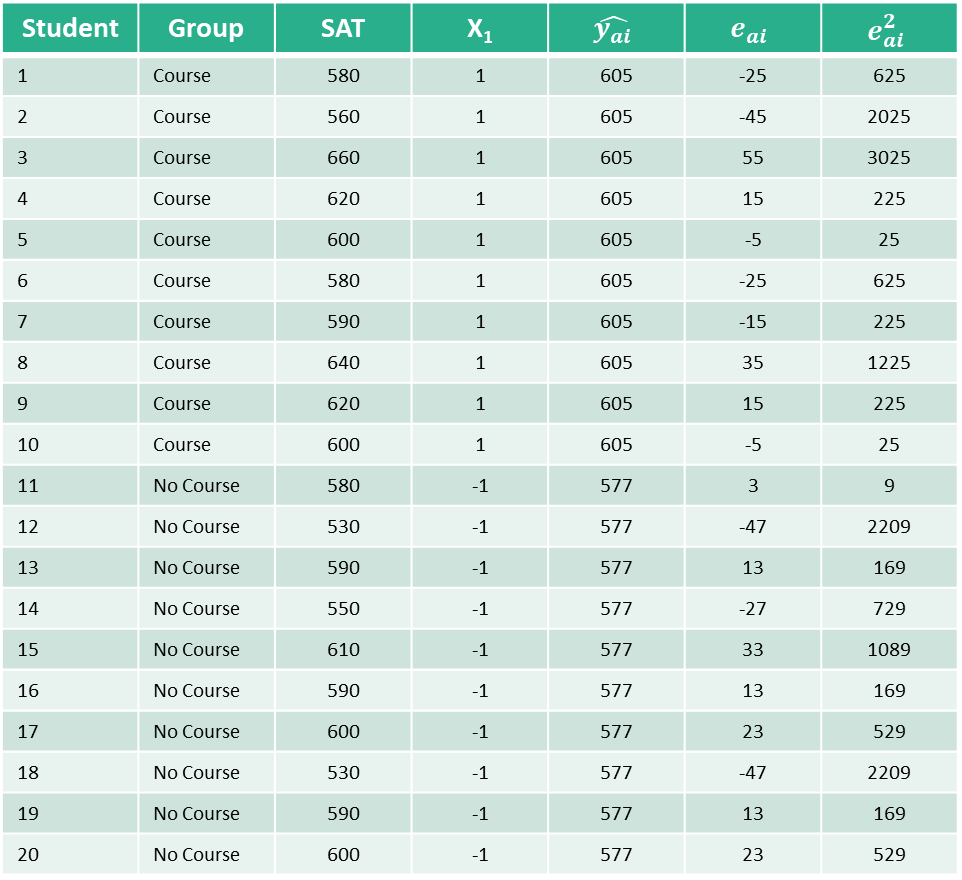 Student Group SAT X₁ $\widehat{y_{ai}}$ $e_{ai}$ $e_{ai}^2$
1 Course 580 1 605 -25 625
2 Course 560 1 605 -45 2025
3 Course 660 1 605 55 3025
4 Course 620 1 605 15 225
5 Course 600 1 605 -5 25
6 Course 580 1 605 -25 625
7 Course 590 1 605 -15 225
8 Course 640 1 605 35 1225
9 Course 620 1 605 15 225
10 Course 600 1 605 -5 25
11 No Course 580 -1 577 3 9
12 No Course 530 -1 577 -47 2209
13 No Course 590 -1 577 13 169
14 No Course 550 -1 577 -27 729
15 No Course 610 -1 577 33 1089
16 No Course 590 -1 577 13 169
17 No Course 600 -1 577 23 529
18 No Course 530 -1 577 -47 2209
19 No Course 590 -1 577 13 169
20 No Course 600 -1 577 23 529